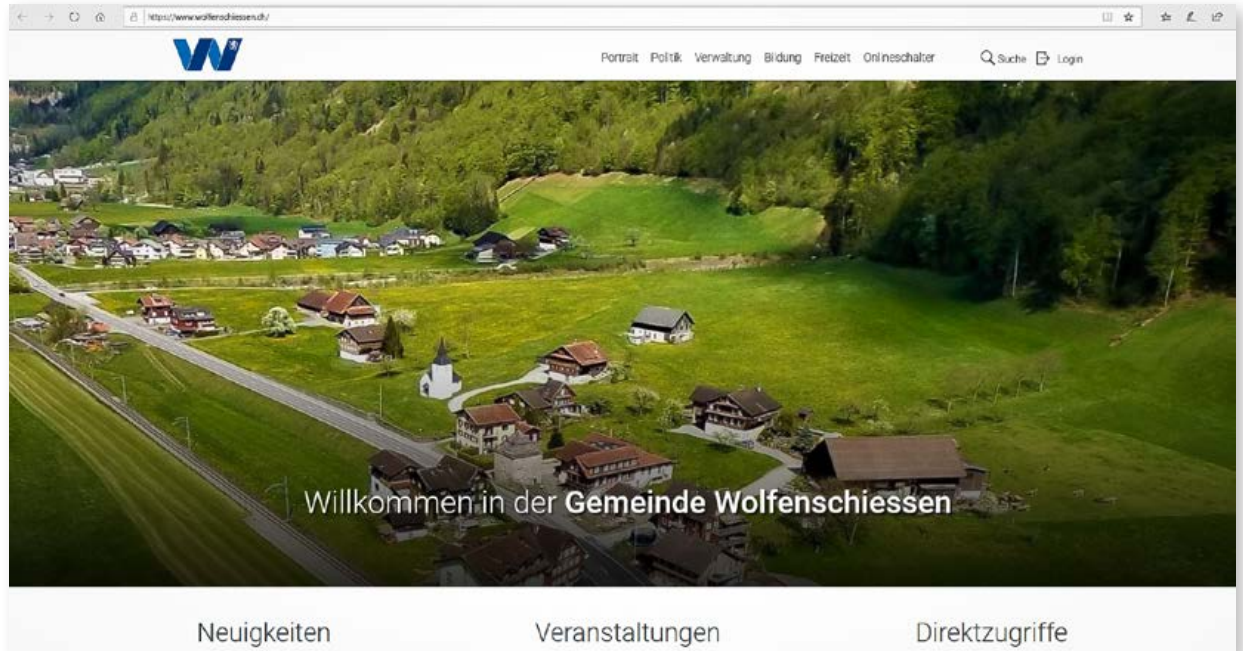 https://www.wolfenschiessen.ch/
W
Portrait Politik Verwaltung Bildung Freizeit Onlineschalter Suche Login
Willkommen in der Gemeinde Wolfenschiessen
Neuigkeiten Veranstaltungen Direktzugriffe